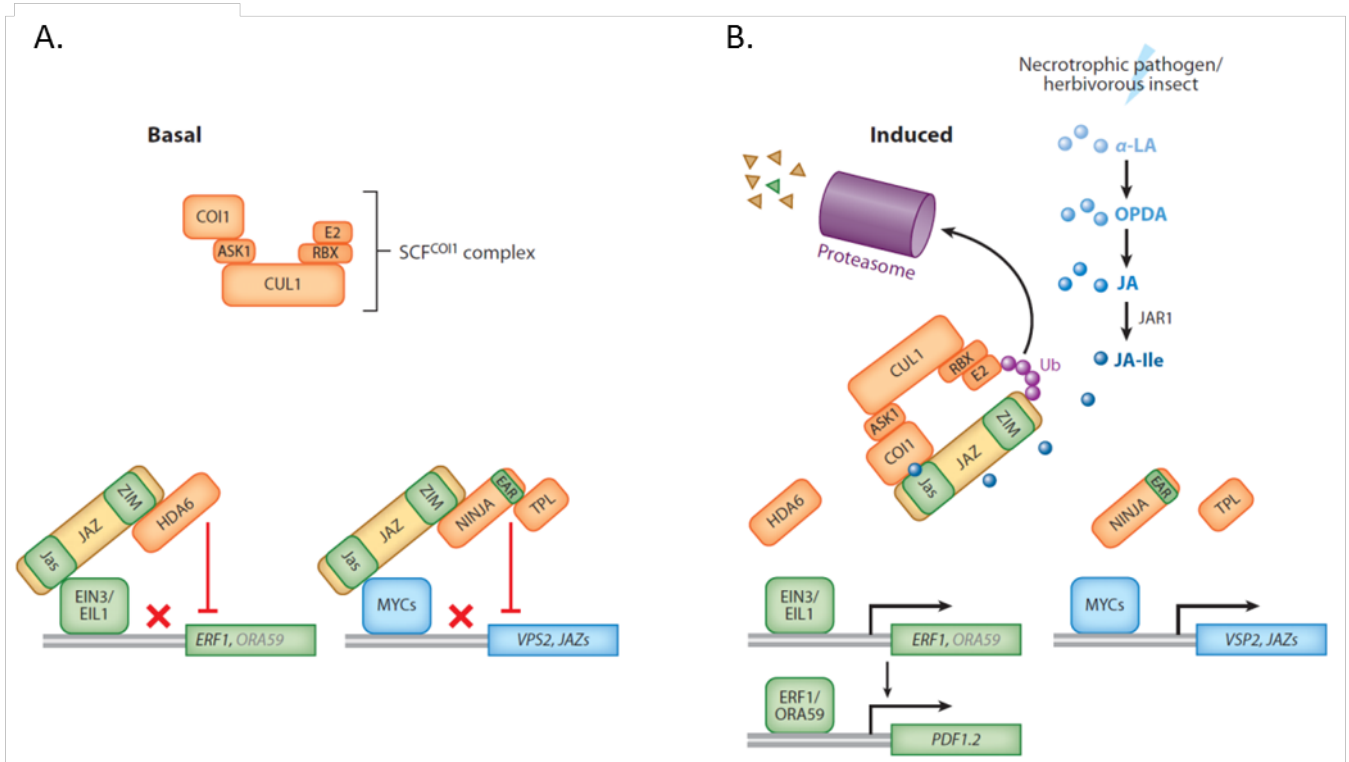 A.
Basal
COI1
ASK1
E2
RBX
CUL1
SCF^COI1 complex
ZIM
JAZ
Jas
HDA6
EIN3/
EIL1
ERF1, ORA59
ZIM
JAZ
Jas
NINJA
EAR
TPL
MYCs
VPS2, JAZs
B.
Necrotrophic pathogen/
herbivorous insect
Induced
α-LA
OPDA
JA
JAR1
JA-Ile
Proteasome
CUL1
RBX
E2
Ub
ASK1
COI1
ZIM
JAZ
Jas
HDA6
NINJA
EAR
TPL
EIN3/
EIL1
ERF1, ORA59
MYCs
VSP2, JAZs
ERF1/
ORA59
PDF1.2